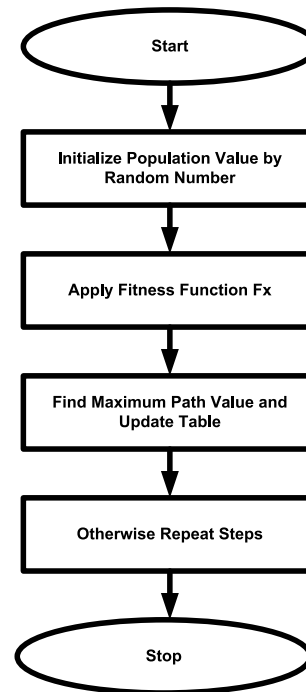 Start
Initialize Population Value by
Random Number
Apply Fitness Function Fx
Find Maximum Path Value and
Update Table
Otherwise Repeat Steps
Stop